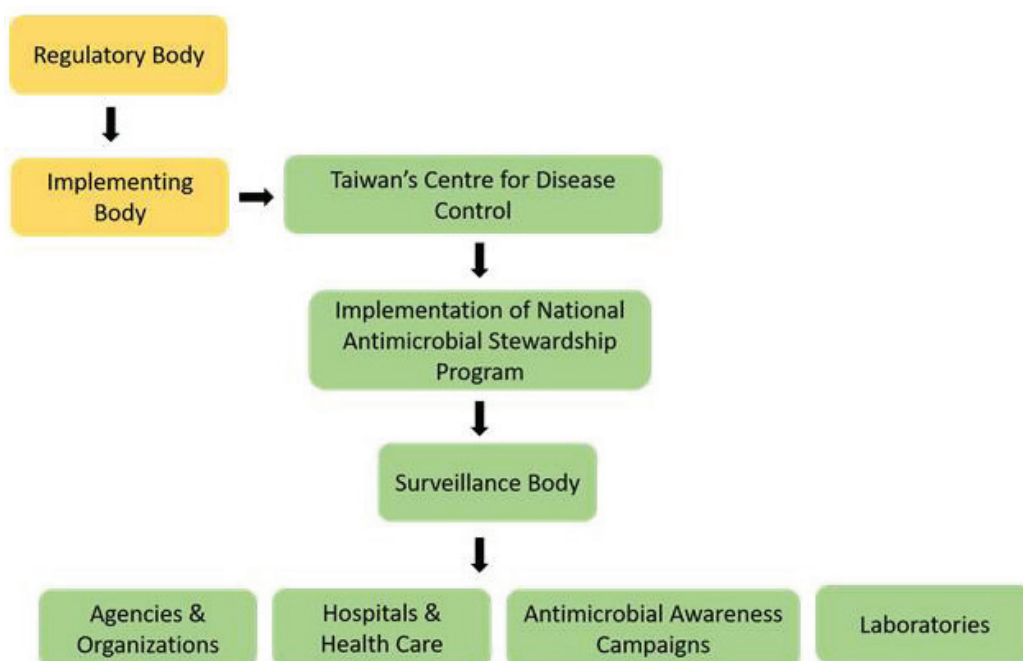 Regulatory Body
Implementing
Body
Taiwan’s Centre for Disease
Control
Implementation of National
Antimicrobial Stewardship
Program
Surveillance Body
Agencies &
Organizations
Hospitals &
Health Care
Antimicrobial Awareness
Campaigns
Laboratories